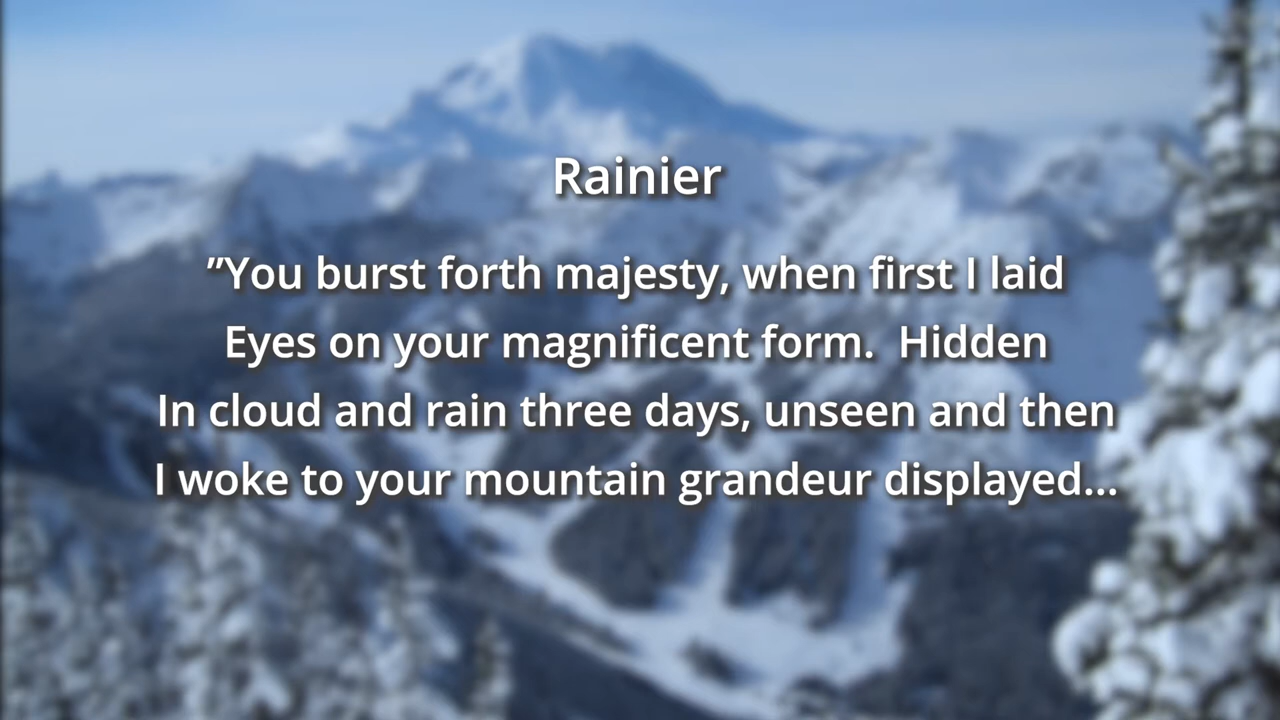 Rainier
”You burst forth majesty, when first I laid
Eyes on your magnificent form.  Hidden
In cloud and rain three days, unseen and then
I woke to your mountain grandeur displayed...